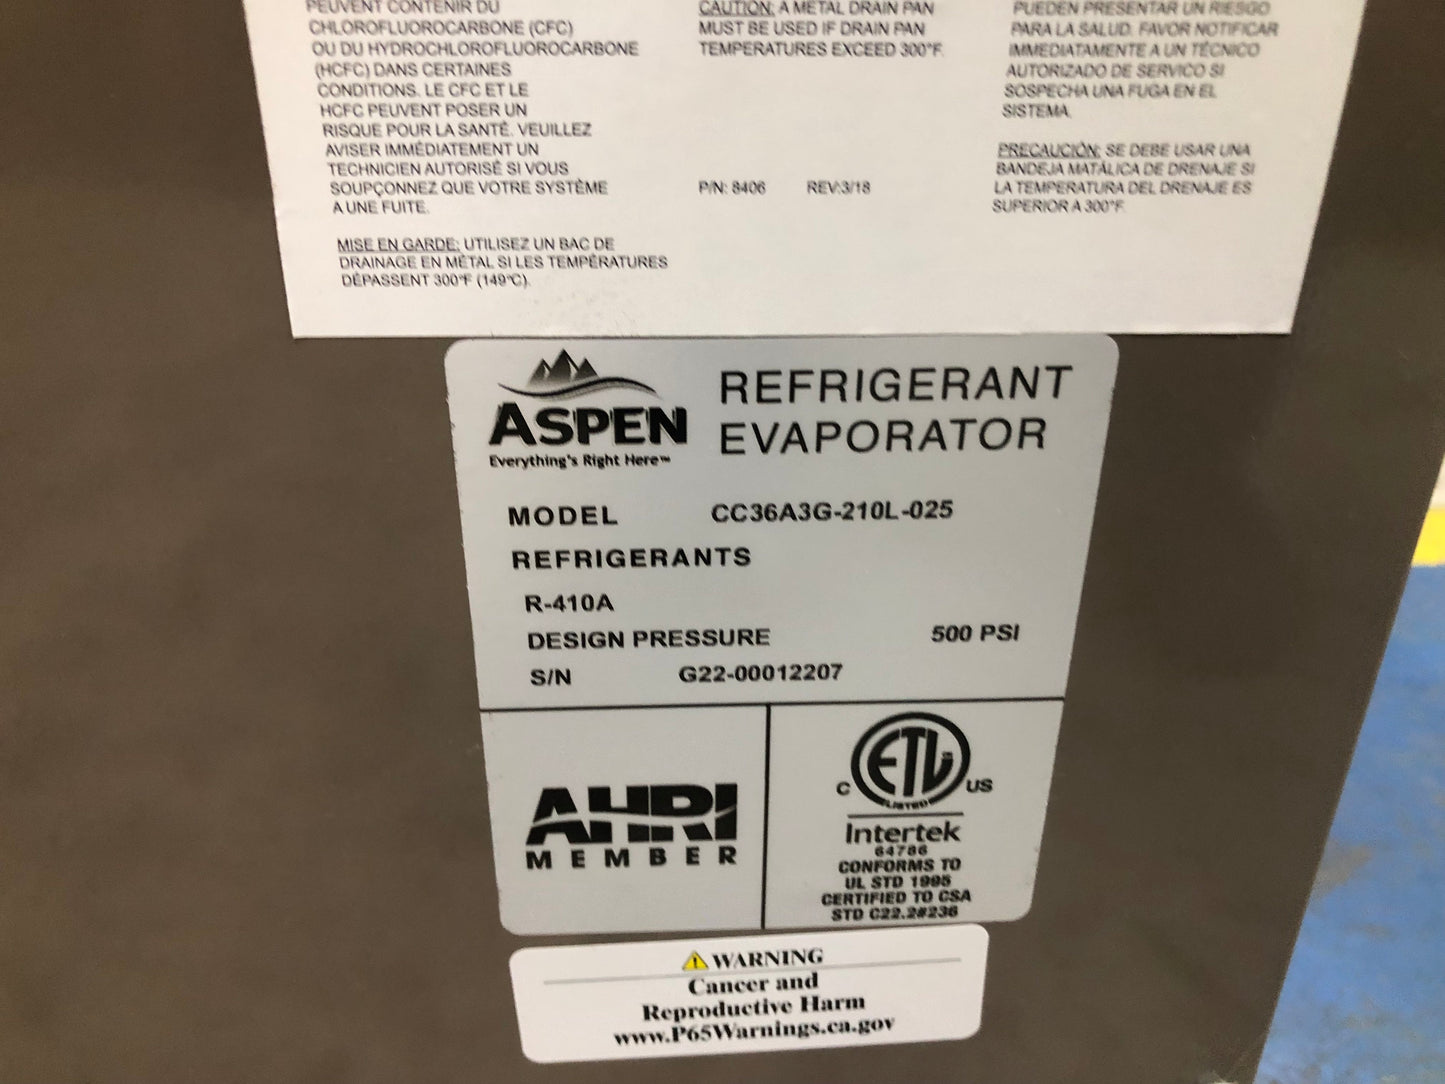 PEUVENT CONTENIR DU
CHLOROFLUOROCARBONE (CFC)
OU DU HYDROCHLOROFLUOROCARBONE
(HCFC) DANS CERTAINES
CONDITIONS. LE CFC ET LE
HCFC PEUVENT POSER UN
RISQUE POUR LA SANTÉ. VEUILLEZ
AVISER IMMÉDIATEMENT UN
TECHNICIEN AUTORISÉ SI VOUS
SOUPÇONNEZ QUE VOTRE SYSTÈME
A UNE FUITE.
MISE EN GARDE: UTILISEZ UN BAC DE
DRAINAGE EN MÉTAL SI LES TEMPÉRATURES
DÉPASSENT 300°F (149°C).
CAUTION: A METAL DRAIN PAN
MUST BE USED IF DRAIN PAN
TEMPERATURES EXCEED 300°F.
P/N: 8406 REV:3/18
PUEDEN PRESENTAR UN RIESGO
PARA LA SALUD. FAVOR NOTIFICAR
IMMEDIATAMENTE A UN TÉCNICO
AUTORIZADO DE SERVICO SI
SOSPECHA UNA FUGA EN EL
SISTEMA.
PRECAUCIÓN: SE DEBE USAR UNA
BANDEJA MATÁLICA DE DRENAJE SI
LA TEMPERATURA DEL DRENAJE ES
SUPERIOR A 300°F.
ASPEN
Everything's Right Here™
REFRIGERANT
EVAPORATOR
MODEL CC36A3G-210L-025
REFRIGERANTS
R-410A
DESIGN PRESSURE 500 PSI
S/N G22-00012207
AHRI
MEMBER
ETL
LISTED
C US
Intertek
64786
CONFORMS TO
UL STD 1995
CERTIFIED TO CSA
STD C22.2#236
WARNING
Cancer and
Reproductive Harm
www.P65Warnings.ca.gov